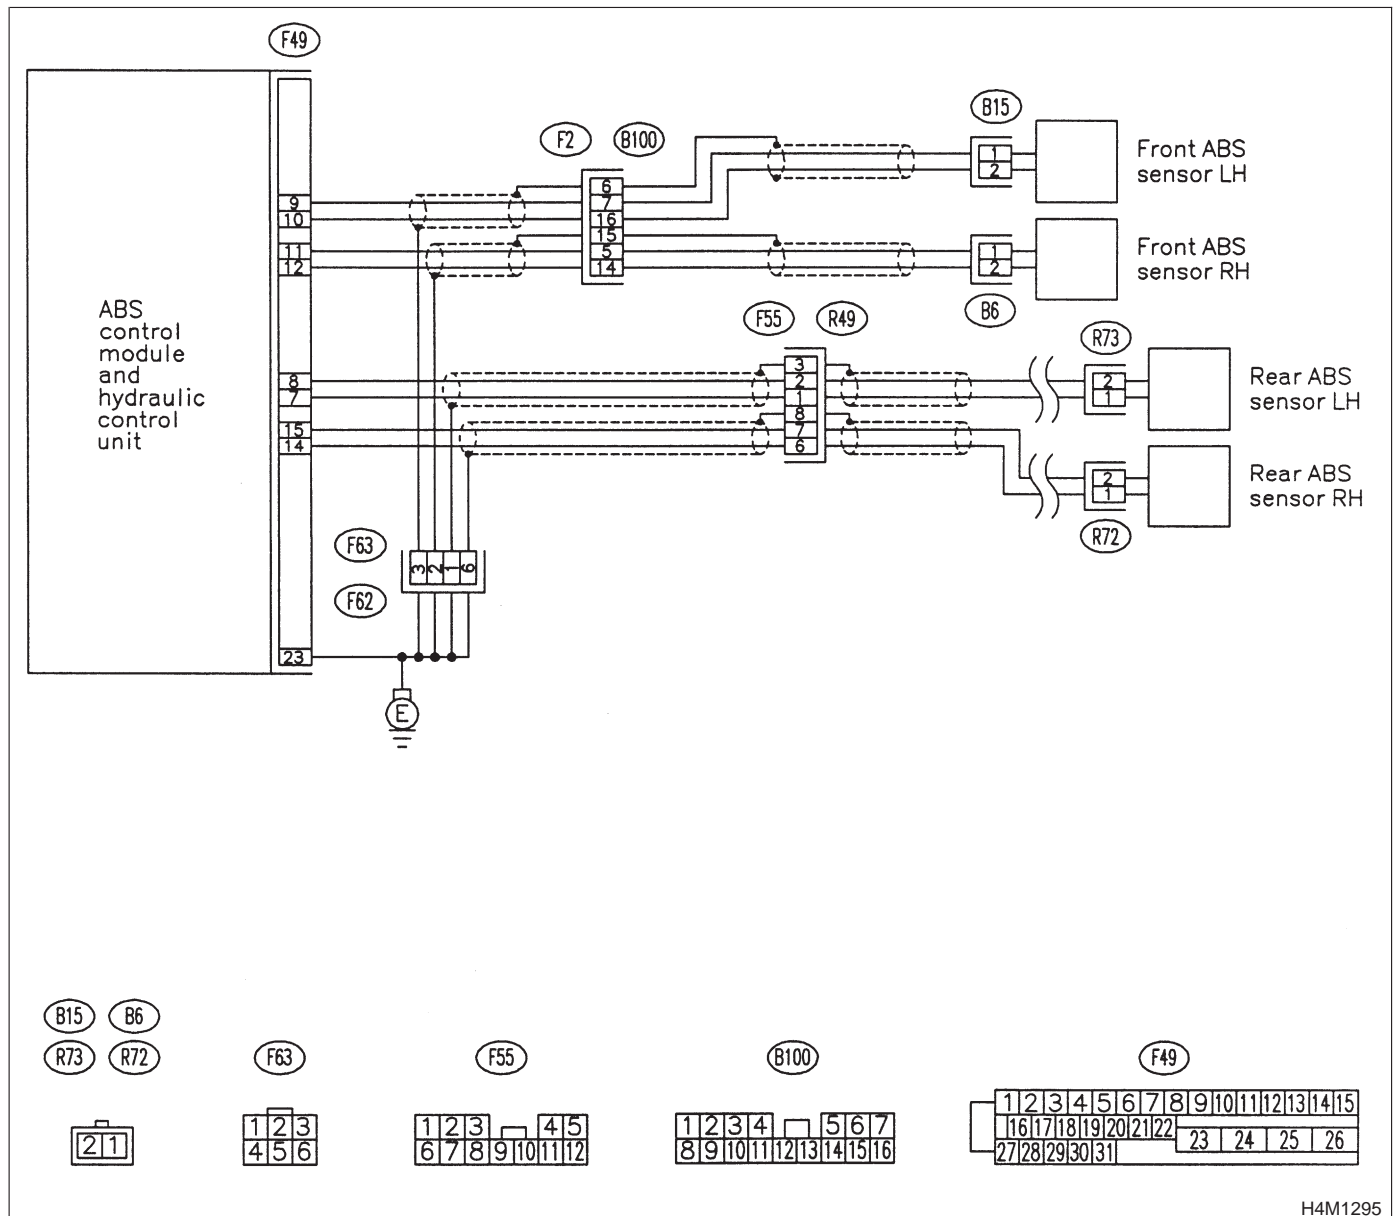 F49
B15
F2 B100
1
2
Front ABS
sensor LH
6
7
16
15
5
14
9
10
11
12
1
2
Front ABS
sensor RH
B6
F55 R49
R73
ABS
control
module
and
hydraulic
control
unit
8
7
15
14
3
2
1
8
7
6
2
1
Rear ABS
sensor LH
2
1
Rear ABS
sensor RH
R72
F63
3 2 1 6
F62
23
E
B15 B6
R73 R72
F63
F55
B100
F49
2 1
1 2 3
4 5 6
1 2 3 4 5
6 7 8 9 10 11 12
1 2 3 4 5 6 7
8 9 10 11 12 13 14 15 16
1 2 3 4 5 6 7 8 9 10 11 12 13 14 15
16 17 18 19 20 21 22 23 24 25 26
27 28 29 30 31
H4M1295